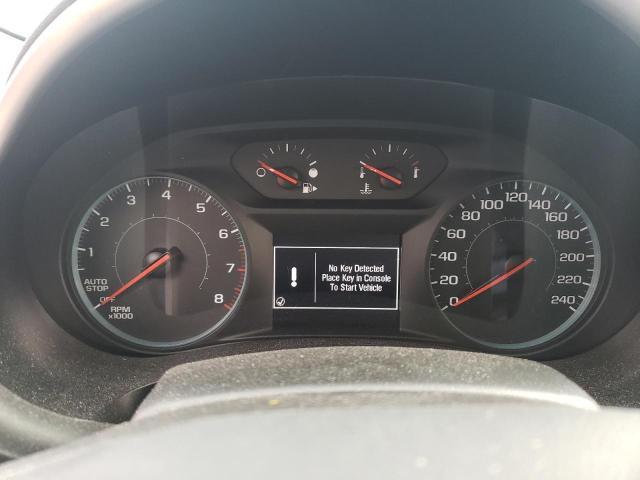 1 2 3 4 5 6 7 8
AUTO
STOP
OFF
RPM
x1000
No Key Detected
Place Key in Console
To Start Vehicle
!
0 20 40 60 80 100 120 140 160 180 200 220 240